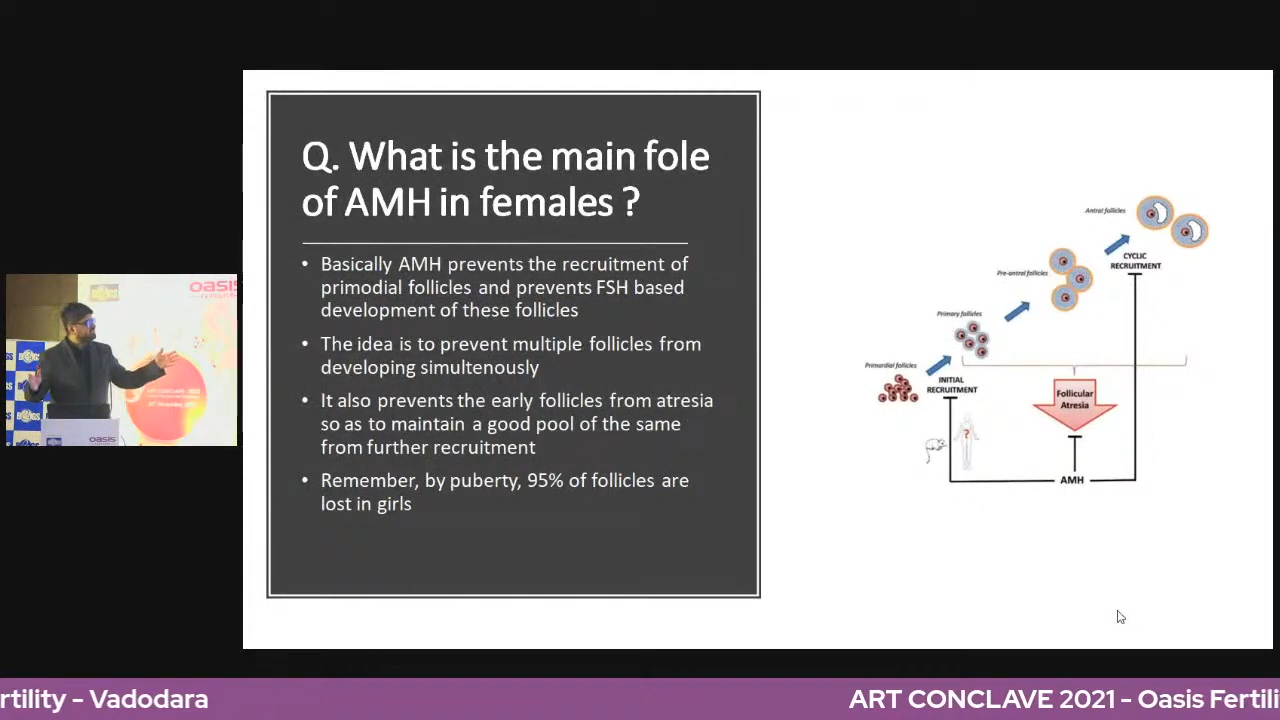 Q. What is the main fole
of AMH in females ?
• Basically AMH prevents the recruitment of
primodial follicles and prevents FSH based
development of these follicles
• The idea is to prevent multiple follicles from
developing simultenously
• It also prevents the early follicles from atresia
so as to maintain a good pool of the same
from further recruitment
• Remember, by puberty, 95% of follicles are
lost in girls
Antral follicles
CYCLIC
RECRUITMENT
Pre-antral follicles
Primary follicles
Primordial follicles
INITIAL
RECRUITMENT
Follicular
Atresia
?
AMH
oasis
oasis
rtility - Vadodara
ART CONCLAVE 2021 - Oasis Fertili